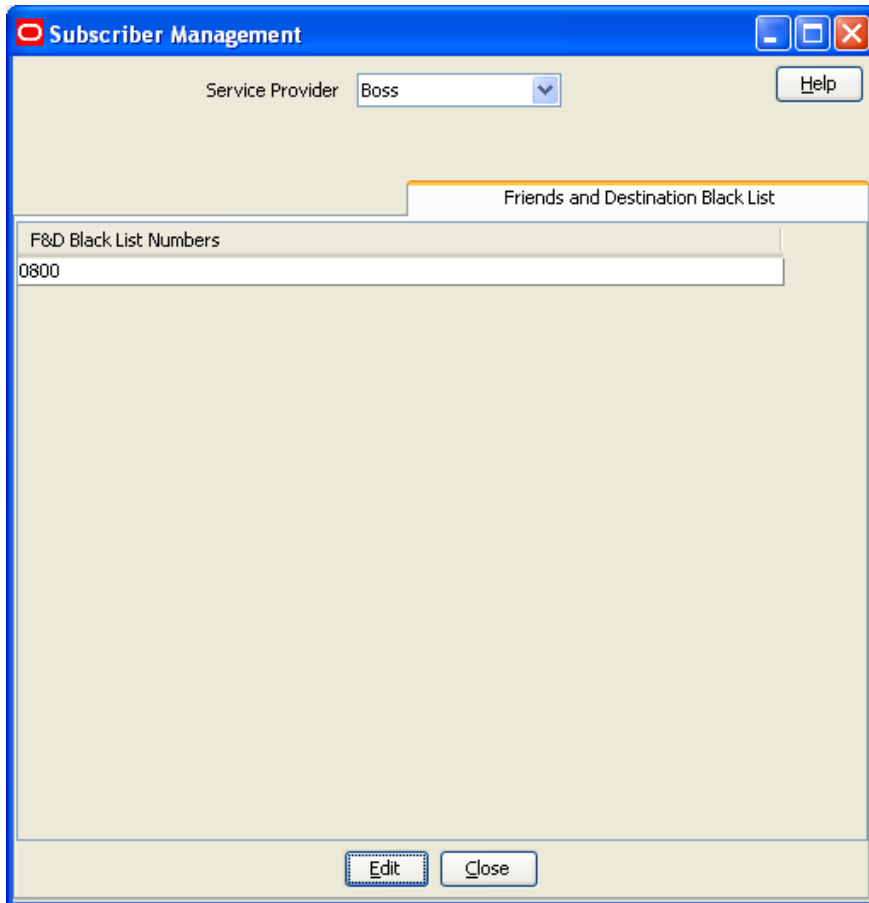 Subscriber Management
Service Provider Boss Help
Friends and Destination Black List
F&D Black List Numbers
0800
Edit Close